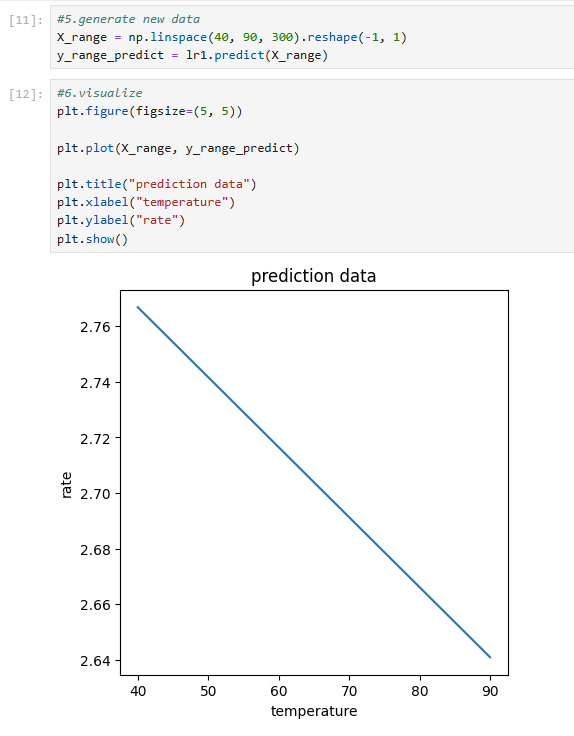 [11]: #5.generate new data
X_range = np.linspace(40, 90, 300).reshape(-1, 1)
y_range_predict = lr1.predict(X_range)
[12]: #6.visualize
plt.figure(figsize=(5, 5))
plt.plot(X_range, y_range_predict)
plt.title("prediction data")
plt.xlabel("temperature")
plt.ylabel("rate")
plt.show()
prediction data
2.76
2.74
2.72
2.70
2.68
2.66
2.64
rate
40 50 60 70 80 90
temperature